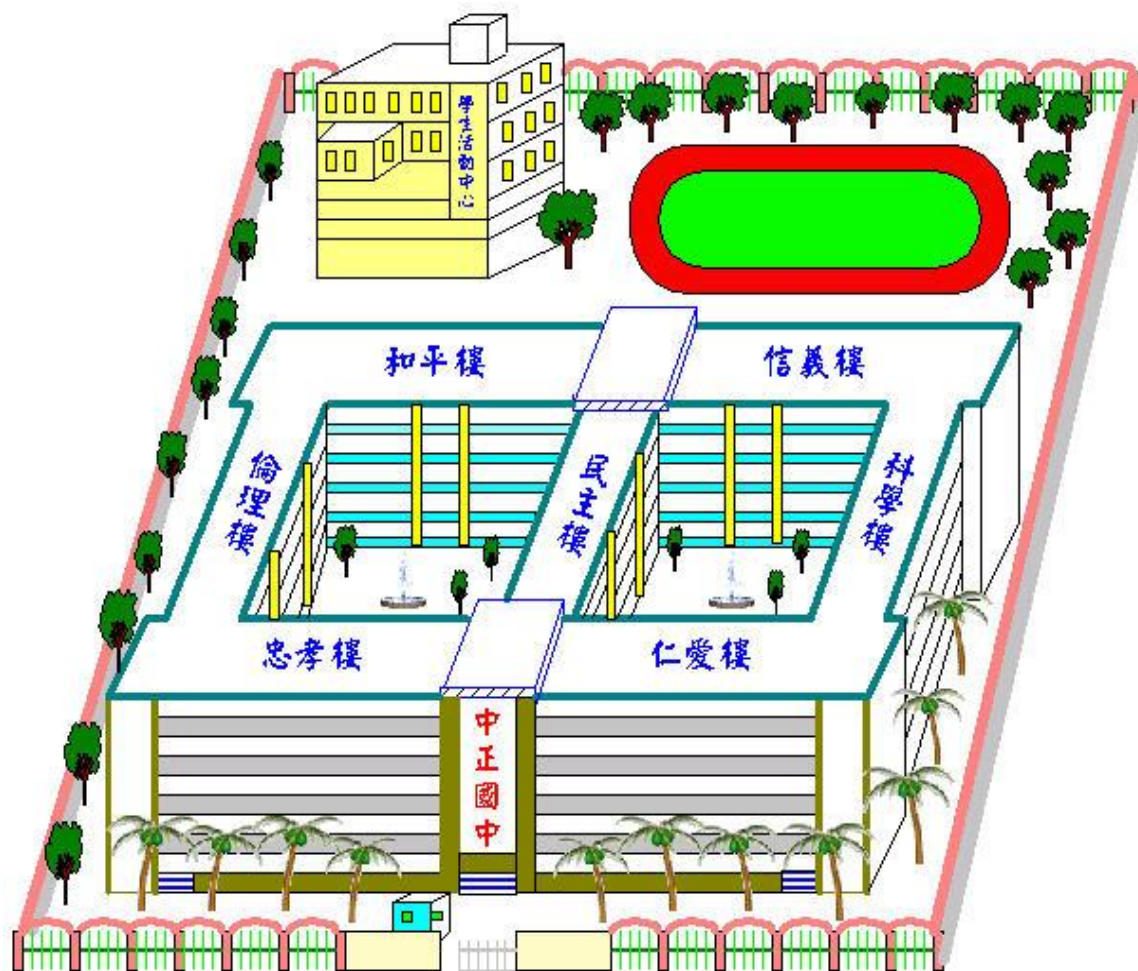 學生活動中心
和平樓
信義樓
倫理樓
民主樓
科學樓
忠孝樓
仁愛樓
中正國中